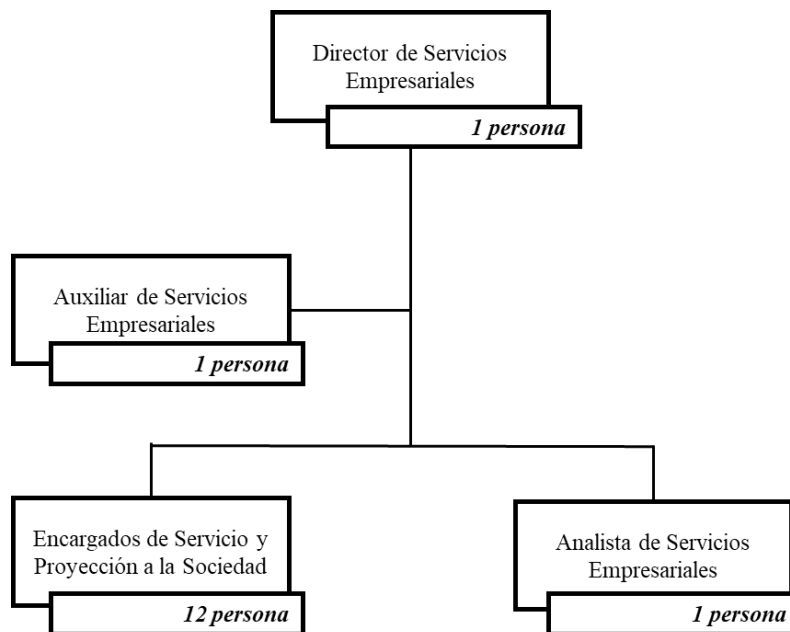 Director de Servicios
Empresariales
1 persona
Auxiliar de Servicios
Empresariales
1 persona
Encargados de Servicio y
Proyección a la Sociedad
12 persona
Analista de Servicios
Empresariales
1 persona